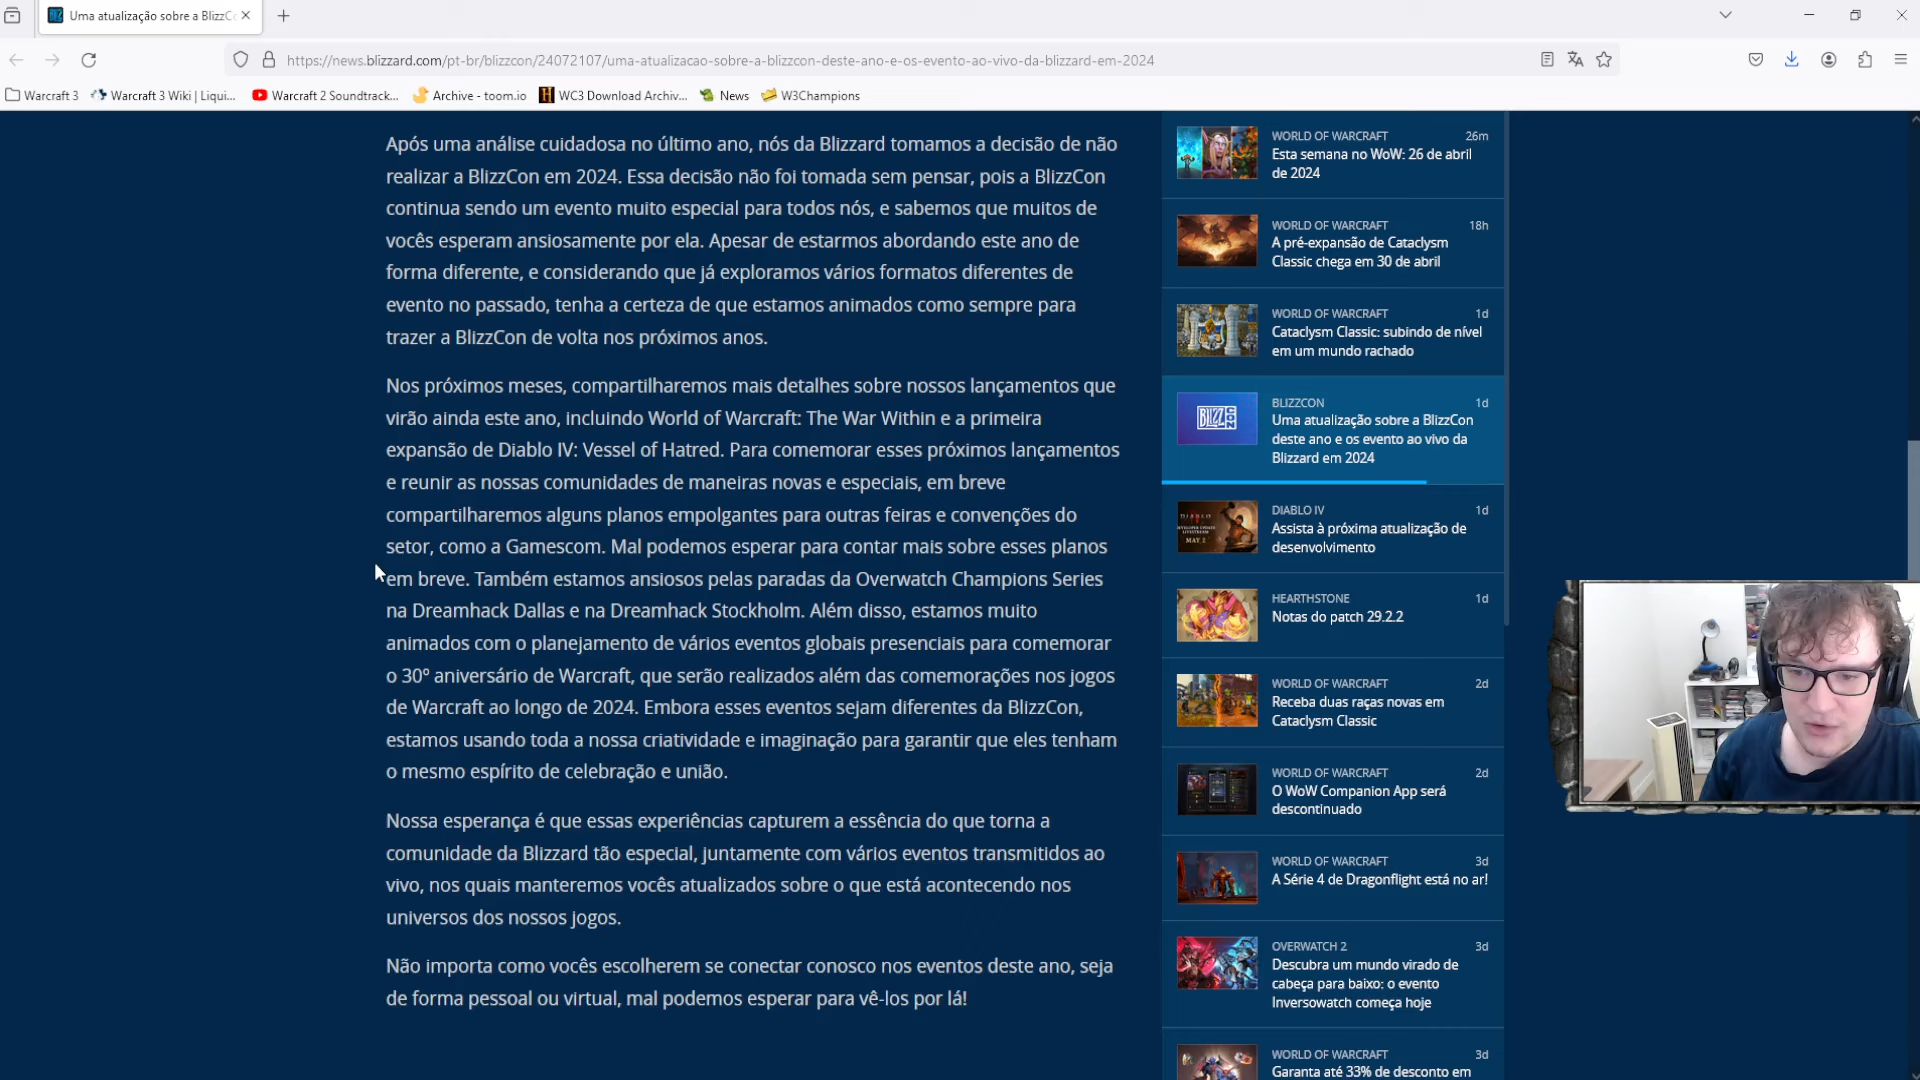 Uma atualização sobre a BlizzC
https://news.blizzard.com/pt-br/blizzcon/24072107/uma-atualizacao-sobre-a-blizzcon-deste-ano-e-os-evento-ao-vivo-da-blizzard-em-2024
Warcraft 3
Warcraft 3 Wiki | Liqui...
Warcraft 2 Soundtrack...
Archive - toom.io
WC3 Download Archiv...
News
W3Champions
Após uma análise cuidadosa no último ano, nós da Blizzard tomamos a decisão de não
realizar a BlizzCon em 2024. Essa decisão não foi tomada sem pensar, pois a BlizzCon
continua sendo um evento muito especial para todos nós, e sabemos que muitos de
vocês esperam ansiosamente por ela. Apesar de estarmos abordando este ano de
forma diferente, e considerando que já exploramos vários formatos diferentes de
evento no passado, tenha a certeza de que estamos animados como sempre para
trazer a BlizzCon de volta nos próximos anos.
Nos próximos meses, compartilharemos mais detalhes sobre nossos lançamentos que
virão ainda este ano, incluindo World of Warcraft: The War Within e a primeira
expansão de Diablo IV: Vessel of Hatred. Para comemorar esses próximos lançamentos
e reunir as nossas comunidades de maneiras novas e especiais, em breve
compartilharemos alguns planos empolgantes para outras feiras e convenções do
setor, como a Gamescom. Mal podemos esperar para contar mais sobre esses planos
em breve. Também estamos ansiosos pelas paradas da Overwatch Champions Series
na Dreamhack Dallas e na Dreamhack Stockholm. Além disso, estamos muito
animados com o planejamento de vários eventos globais presenciais para comemorar
o 30º aniversário de Warcraft, que serão realizados além das comemorações nos jogos
de Warcraft ao longo de 2024. Embora esses eventos sejam diferentes da BlizzCon,
estamos usando toda a nossa criatividade e imaginação para garantir que eles tenham
o mesmo espírito de celebração e união.
Nossa esperança é que essas experiências capturem a essência do que torna a
comunidade da Blizzard tão especial, juntamente com vários eventos transmitidos ao
vivo, nos quais manteremos vocês atualizados sobre o que está acontecendo nos
universos dos nossos jogos.
Não importa como vocês escolherem se conectar conosco nos eventos deste ano, seja
de forma pessoal ou virtual, mal podemos esperar para vê-los por lá!
WORLD OF WARCRAFT 26m
Esta semana no WoW: 26 de abril
de 2024
WORLD OF WARCRAFT 18h
A pré-expansão de Cataclysm
Classic chega em 30 de abril
WORLD OF WARCRAFT 1d
Cataclysm Classic: subindo de nível
em um mundo rachado
BLIZZCON 1d
Uma atualização sobre a BlizzCon
deste ano e os evento ao vivo da
Blizzard em 2024
DIABLO IV 1d
Assista à próxima atualização de
desenvolvimento
HEARTHSTONE 1d
Notas do patch 29.2.2
WORLD OF WARCRAFT 2d
Receba duas raças novas em
Cataclysm Classic
WORLD OF WARCRAFT 2d
O WoW Companion App será
descontinuado
WORLD OF WARCRAFT 3d
A Série 4 de Dragonflight está no ar!
OVERWATCH 2 3d
Descubra um mundo virado de
cabeça para baixo: o evento
Inversowatch começa hoje
WORLD OF WARCRAFT 3d
Garanta até 33% de desconto em